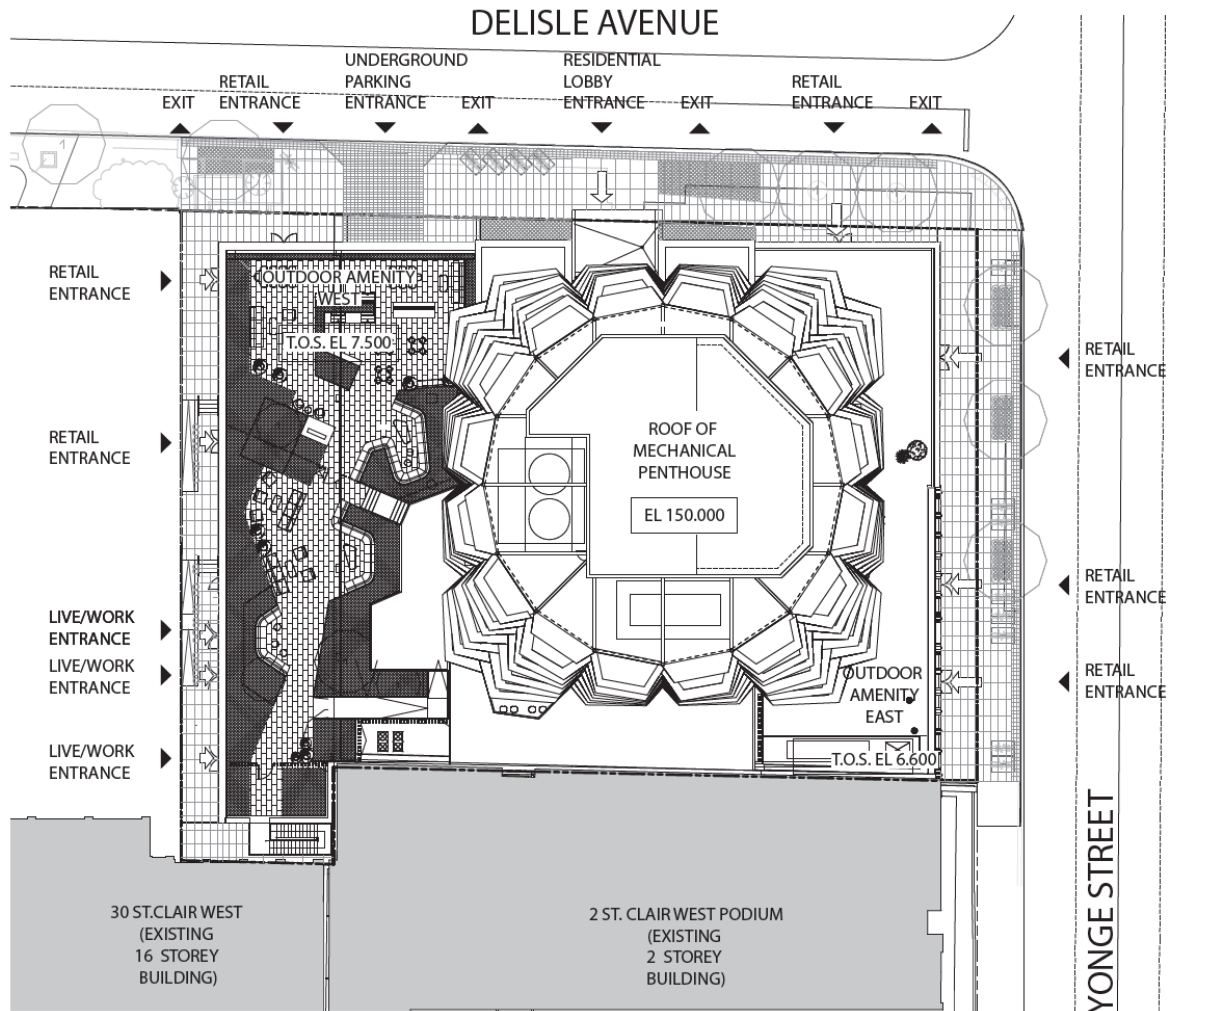 DELISLE AVENUE
EXIT
RETAIL
ENTRANCE
UNDERGROUND
PARKING
ENTRANCE
EXIT
RESIDENTIAL
LOBBY
ENTRANCE
EXIT
RETAIL
ENTRANCE
EXIT
1
RETAIL
ENTRANCE
OUTDOOR AMENITY
WEST
T.O.S. EL 7.500
RETAIL
ENTRANCE
RETAIL
ENTRANCE
ROOF OF
MECHANICAL
PENTHOUSE
EL 150.000
RETAIL
ENTRANCE
LIVE/WORK
ENTRANCE
LIVE/WORK
ENTRANCE
LIVE/WORK
ENTRANCE
OUTDOOR
AMENITY
EAST
T.O.S. EL 6.600
RETAIL
ENTRANCE
YONGE STREET
30 ST.CLAIR WEST
(EXISTING
16 STOREY
BUILDING)
2 ST. CLAIR WEST PODIUM
(EXISTING
2 STOREY
BUILDING)